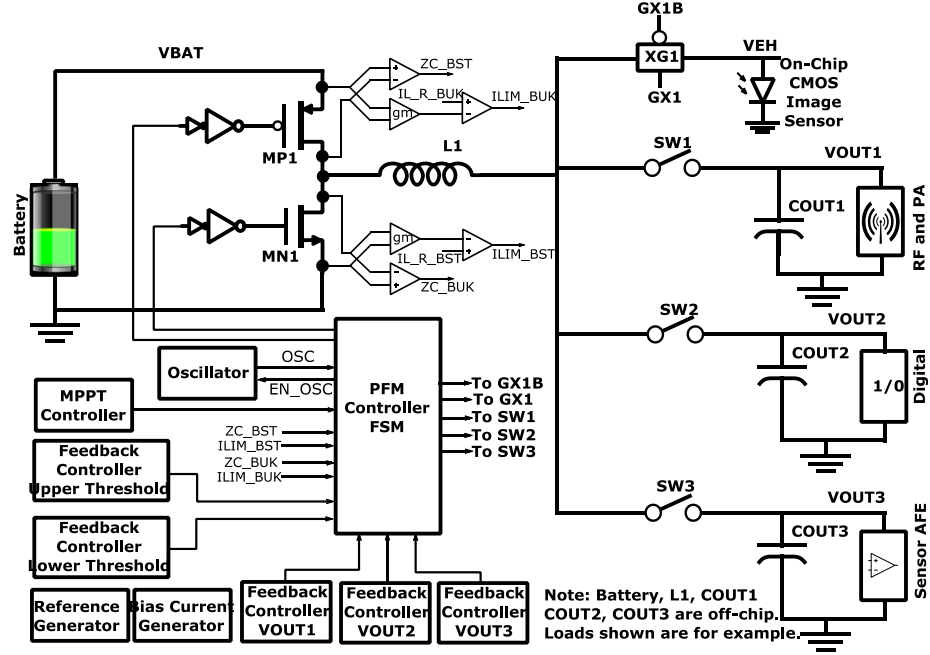 GX1B
VBAT
ZC_BST
XG1
VEH
IL_R_BUK
ILIM_BUK
gm
GX1
On-Chip
CMOS
Image
Sensor
MP1
L1
SW1
VOUT1
COUT1
RF and PA
Battery
MN1
gm
IL_R_BST
ILIM_BST
ZC_BUK
SW2
VOUT2
COUT2
1/0
Digital
Oscillator
OSC
EN_OSC
PFM
Controller
FSM
To GX1B
To GX1
To SW1
To SW2
To SW3
MPPT
Controller
ZC_BST
ILIM_BST
ZC_BUK
ILIM_BUK
Feedback
Controller
Upper Threshold
SW3
VOUT3
COUT3
Sensor AFE
Feedback
Controller
Lower Threshold
Reference
Generator
Bias Current
Generator
Feedback
Controller
VOUT1
Feedback
Controller
VOUT2
Feedback
Controller
VOUT3
Note: Battery, L1, COUT1
COUT2, COUT3 are off-chip.
Loads shown are for example.